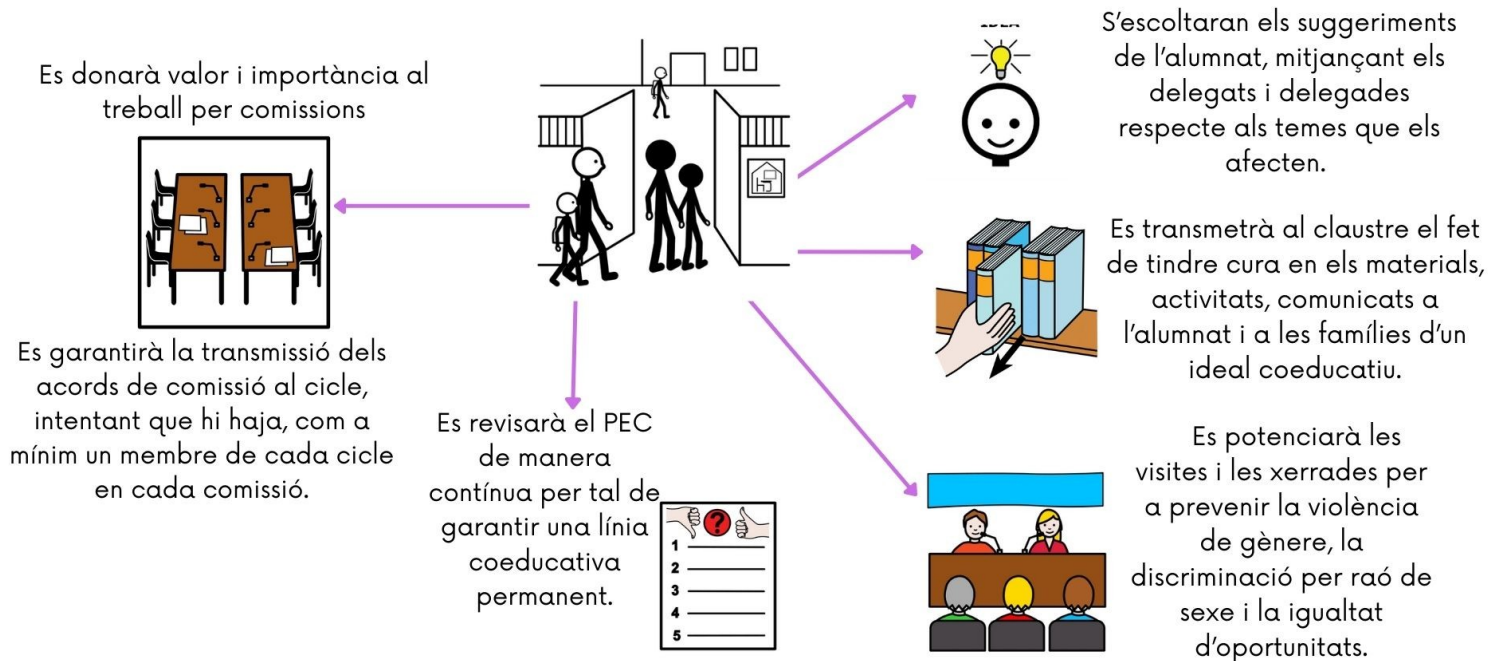 Es donarà valor i importància al
treball per comissions
Es garantirà la transmissió dels
acords de comissió al cicle,
intentant que hi haja, com a
mínim un membre de cada cicle
en cada comissió.
Es revisarà el PEC
de manera
contínua per tal de
garantir una línia
coeducativa
permanent.
1
2
3
4
5
?
S'escoltaran els suggeriments
de l'alumnat, mitjançant els
delegats i delegades
respecte als temes que els
afecten.
Es transmetrà al claustre el fet
de tindre cura en els materials,
activitats, comunicats a
l'alumnat i a les famílies d'un
ideal coeducatiu.
Es potenciarà les
visites i les xerrades per
a prevenir la violència
de gènere, la
discriminació per raó de
sexe i la igualtat
d'oportunitats.